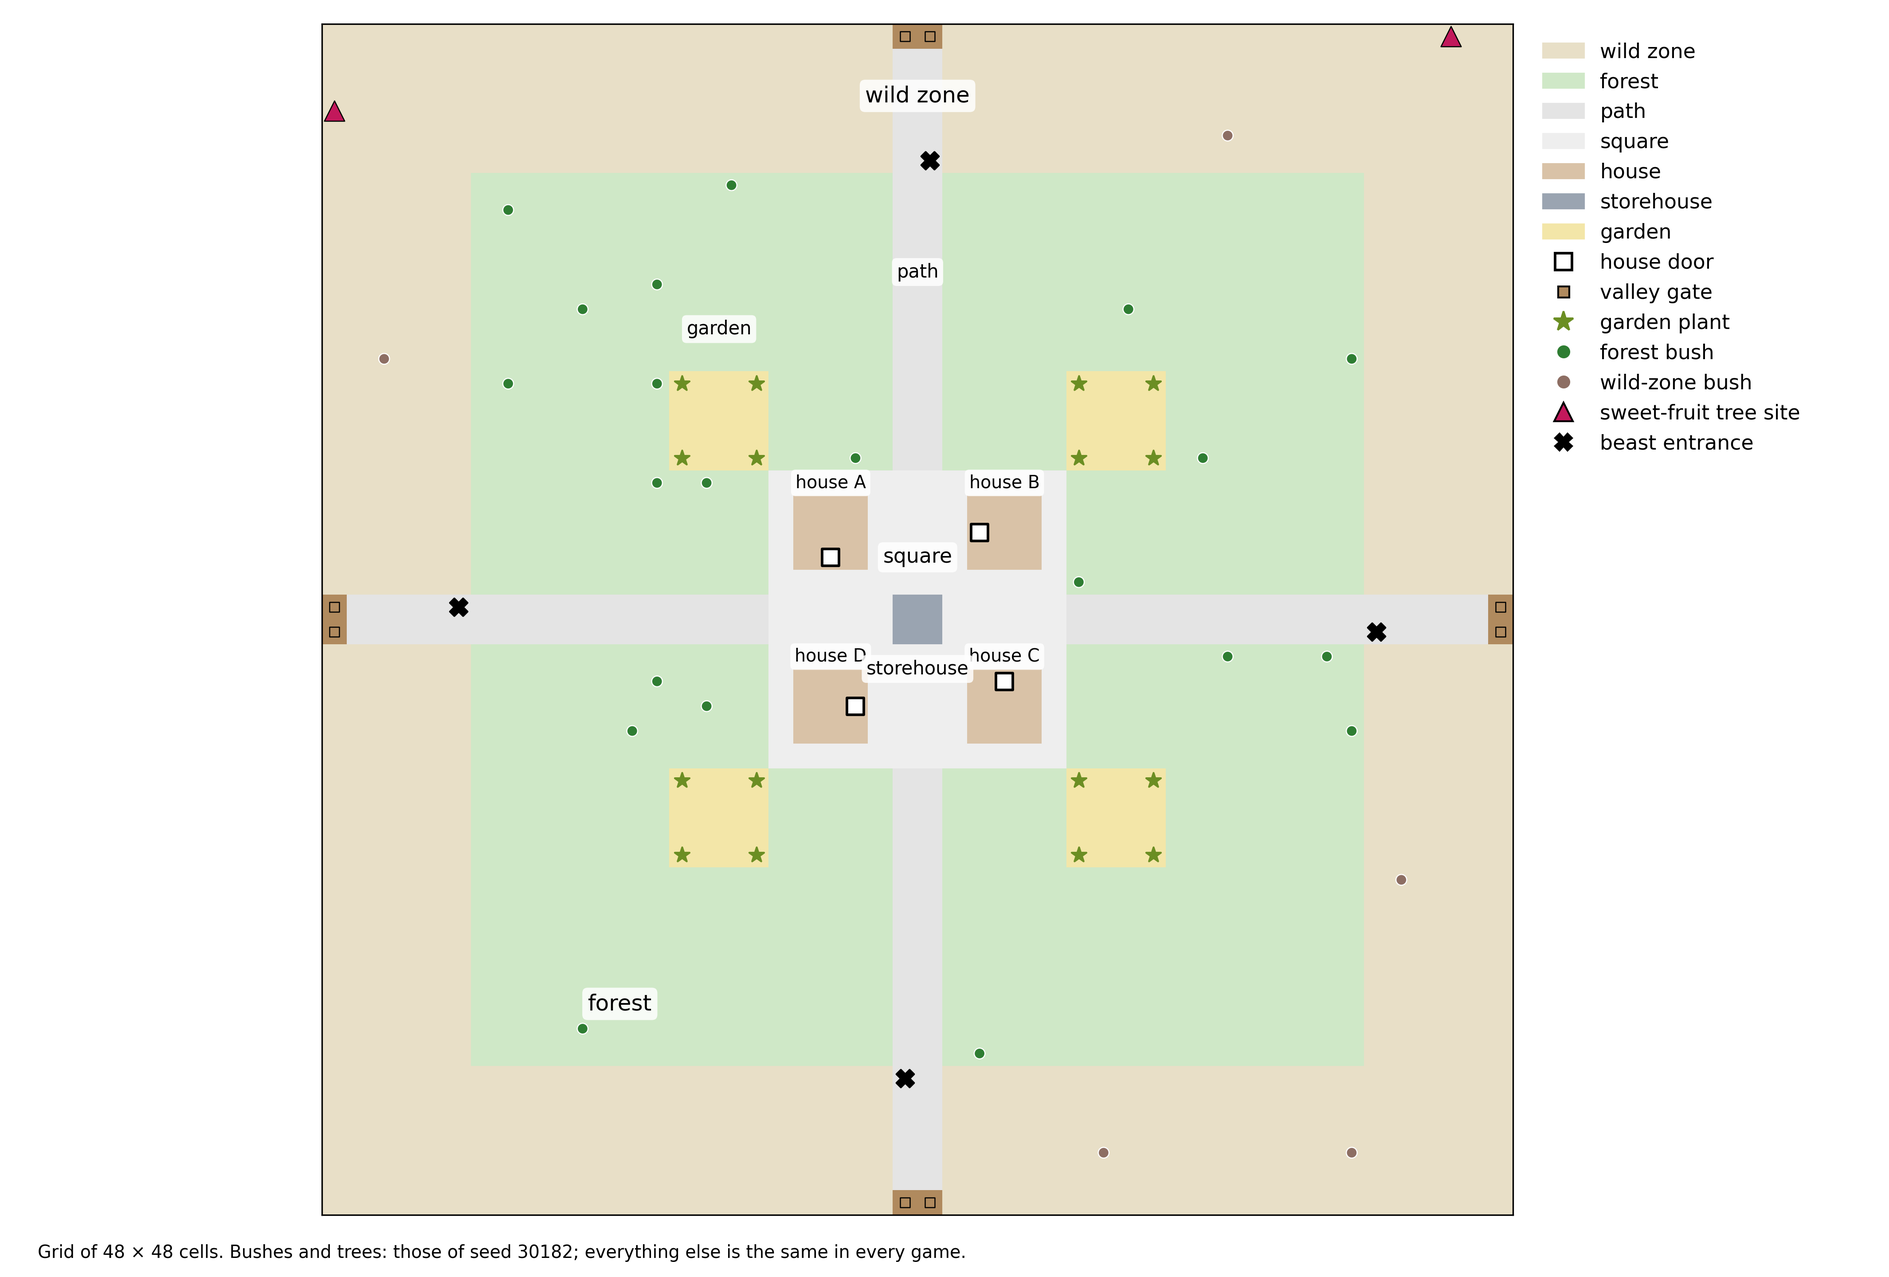 wild zone
path
garden
house A
house B
square
house D
house C
storehouse
forest
wild zone
forest
path
square
house
storehouse
garden
house door
valley gate
garden plant
forest bush
wild-zone bush
sweet-fruit tree site
beast entrance
Grid of 48 × 48 cells. Bushes and trees: those of seed 30182; everything else is the same in every game.